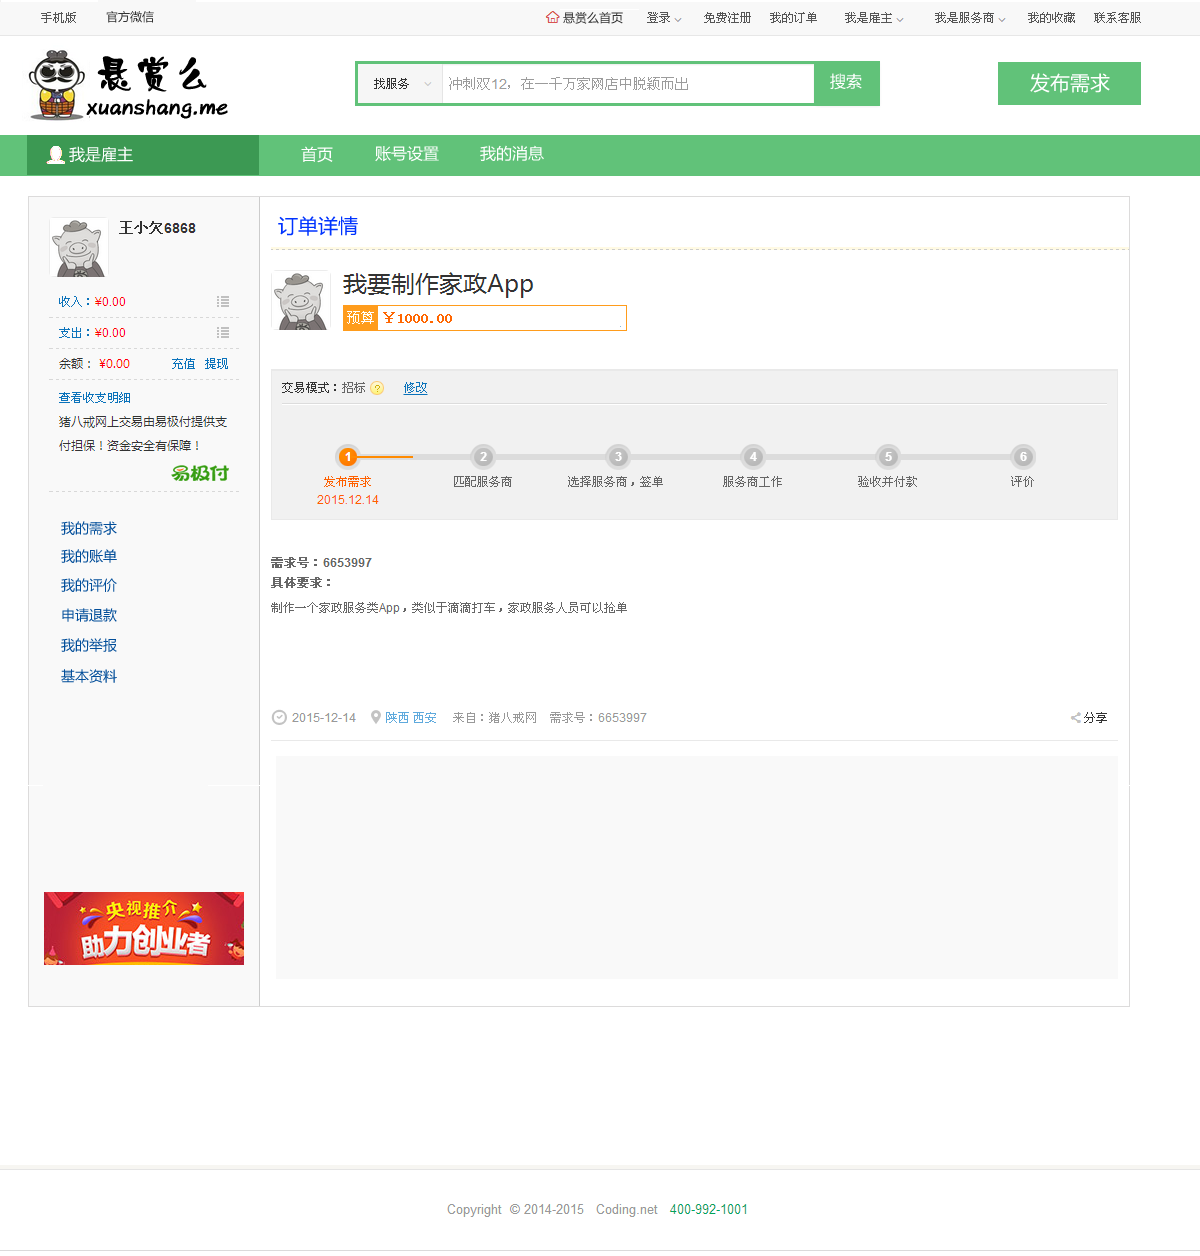 手机版 官方微信 悬赏么首页 登录 免费注册 我的订单 我是雇主 我是服务商 我的收藏 联系客服
悬赏么
xuanshang.me
找服务 冲刺双12，在一千万家网店中脱颖而出 搜索 发布需求
我是雇主 首页 账号设置 我的消息
王小欠6868
收入：¥0.00
支出：¥0.00
余额： ¥0.00 充值 提现
查看收支明细
猪八戒网上交易由易极付提供支
付担保！资金安全有保障！
易极付
我的需求
我的账单
我的评价
申请退款
我的举报
基本资料
央视推介
助力创业者
订单详情
我要制作家政App
预算 ￥1000.00
交易模式：招标 ? 修改
1 2 3 4 5 6
发布需求 匹配服务商 选择服务商，签单 服务商工作 验收并付款 评价
2015.12.14
需求号：6653997
具体要求：
制作一个家政服务类App，类似于滴滴打车，家政服务人员可以抢单
2015-12-14 陕西 西安 来自：猪八戒网 需求号：6653997 分享
Copyright © 2014-2015 Coding.net 400-992-1001